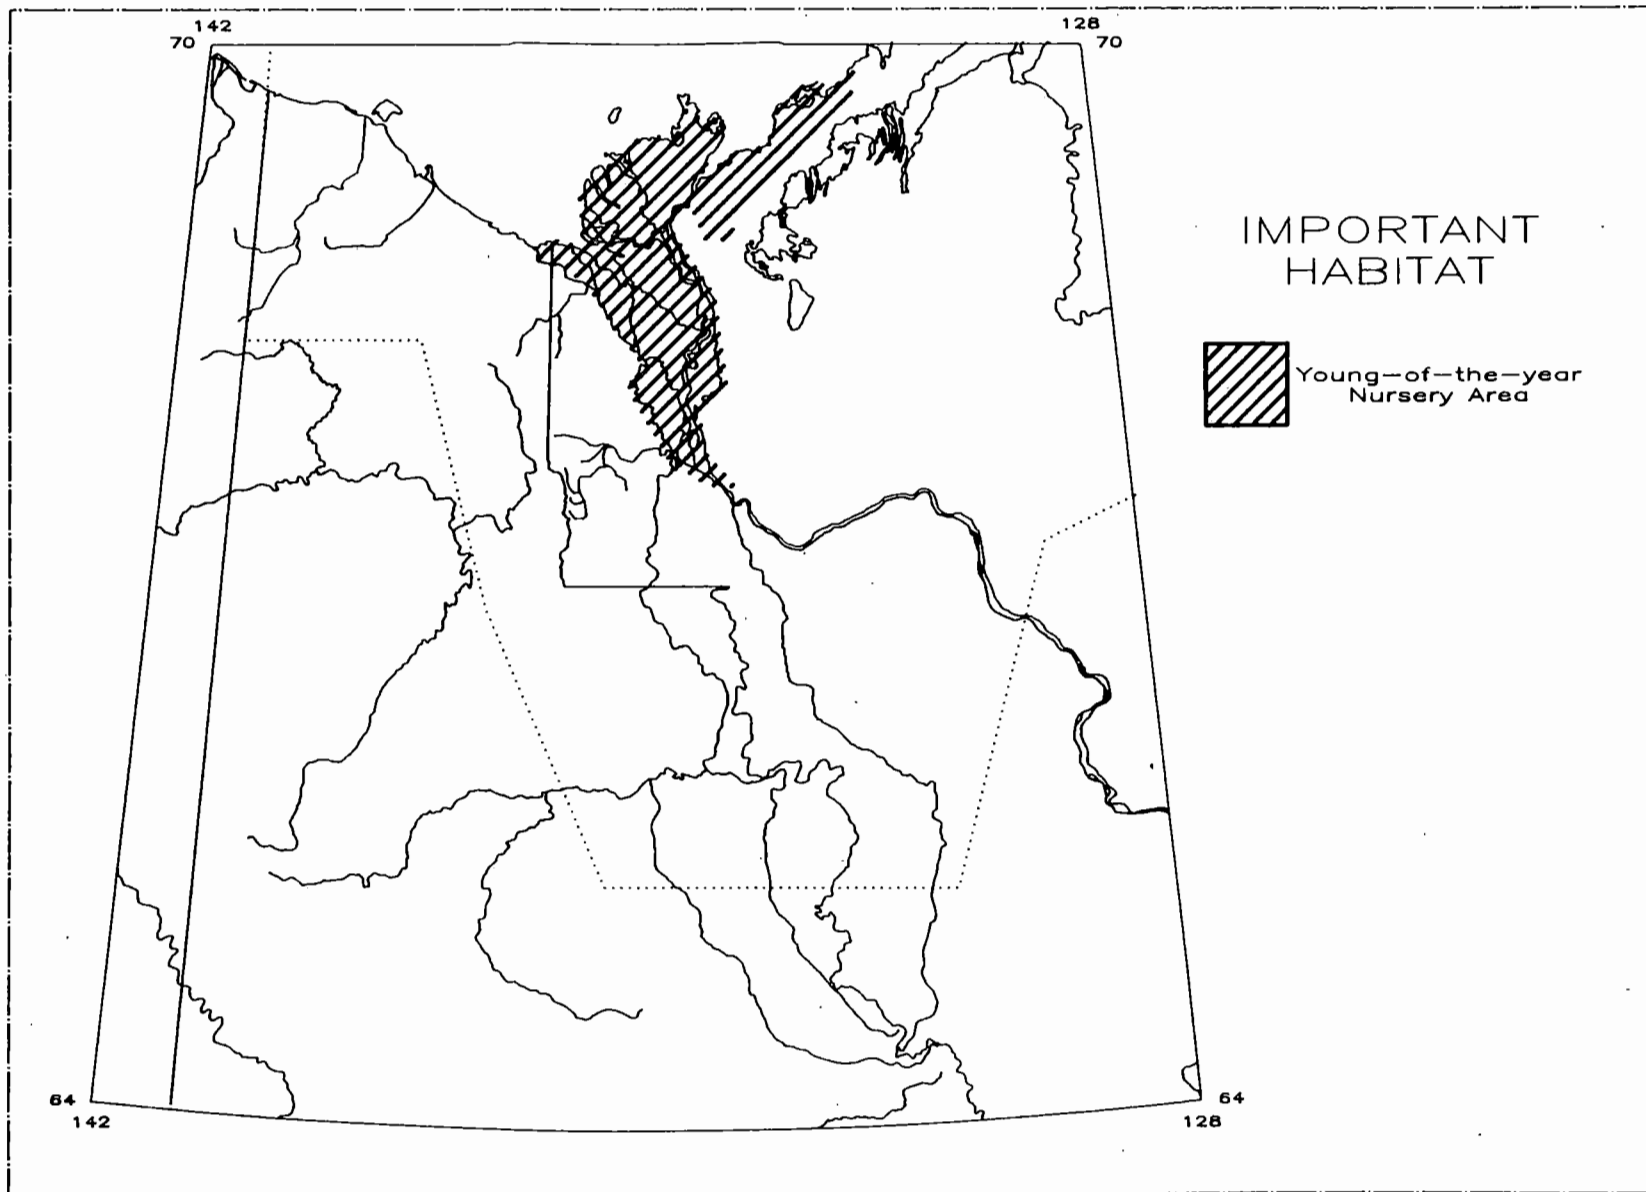 142
128
70
70
IMPORTANT
HABITAT
Young-of-the-year
Nursery Area
64
64
142
128